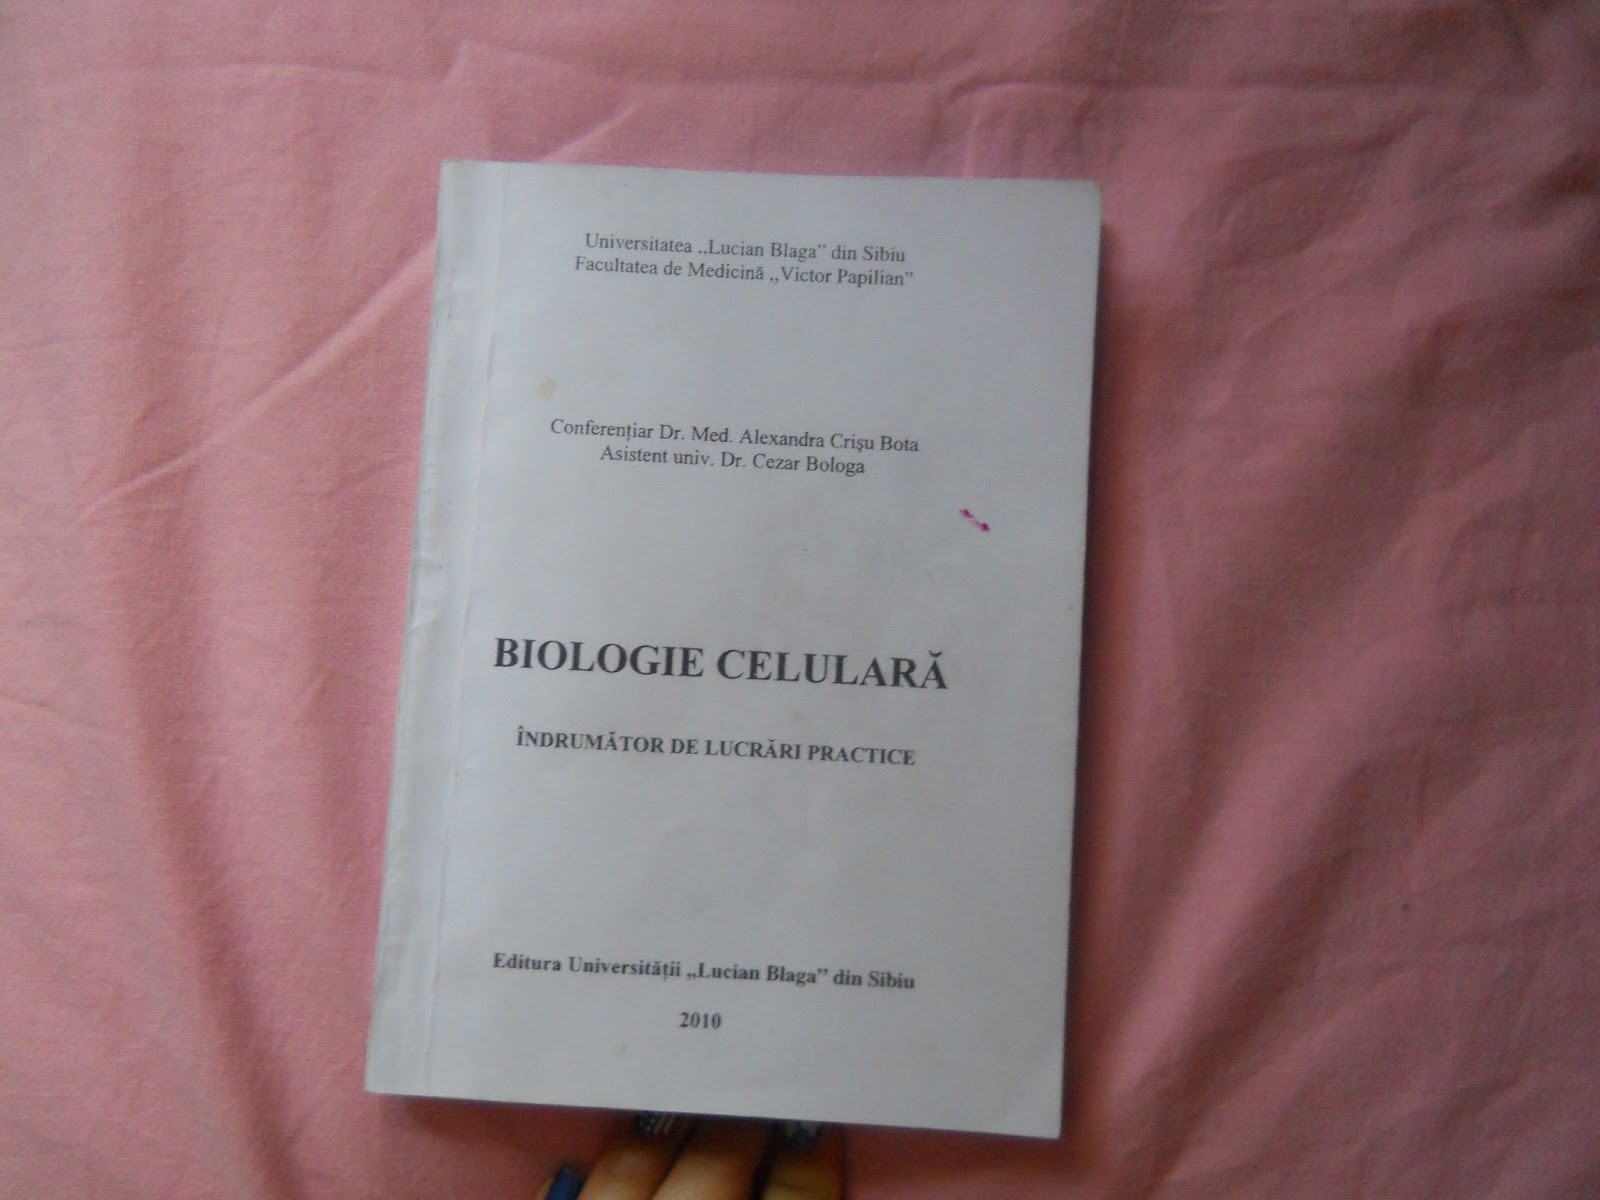 Universitatea „Lucian Blaga” din Sibiu
Facultatea de Medicină „Victor Papilian”
Conferențiar Dr. Med. Alexandra Crișu Bota
Asistent univ. Dr. Cezar Bologa
BIOLOGIE CELULARĂ
ÎNDRUMĂTOR DE LUCRĂRI PRACTICE
Editura Universității „Lucian Blaga” din Sibiu
2010